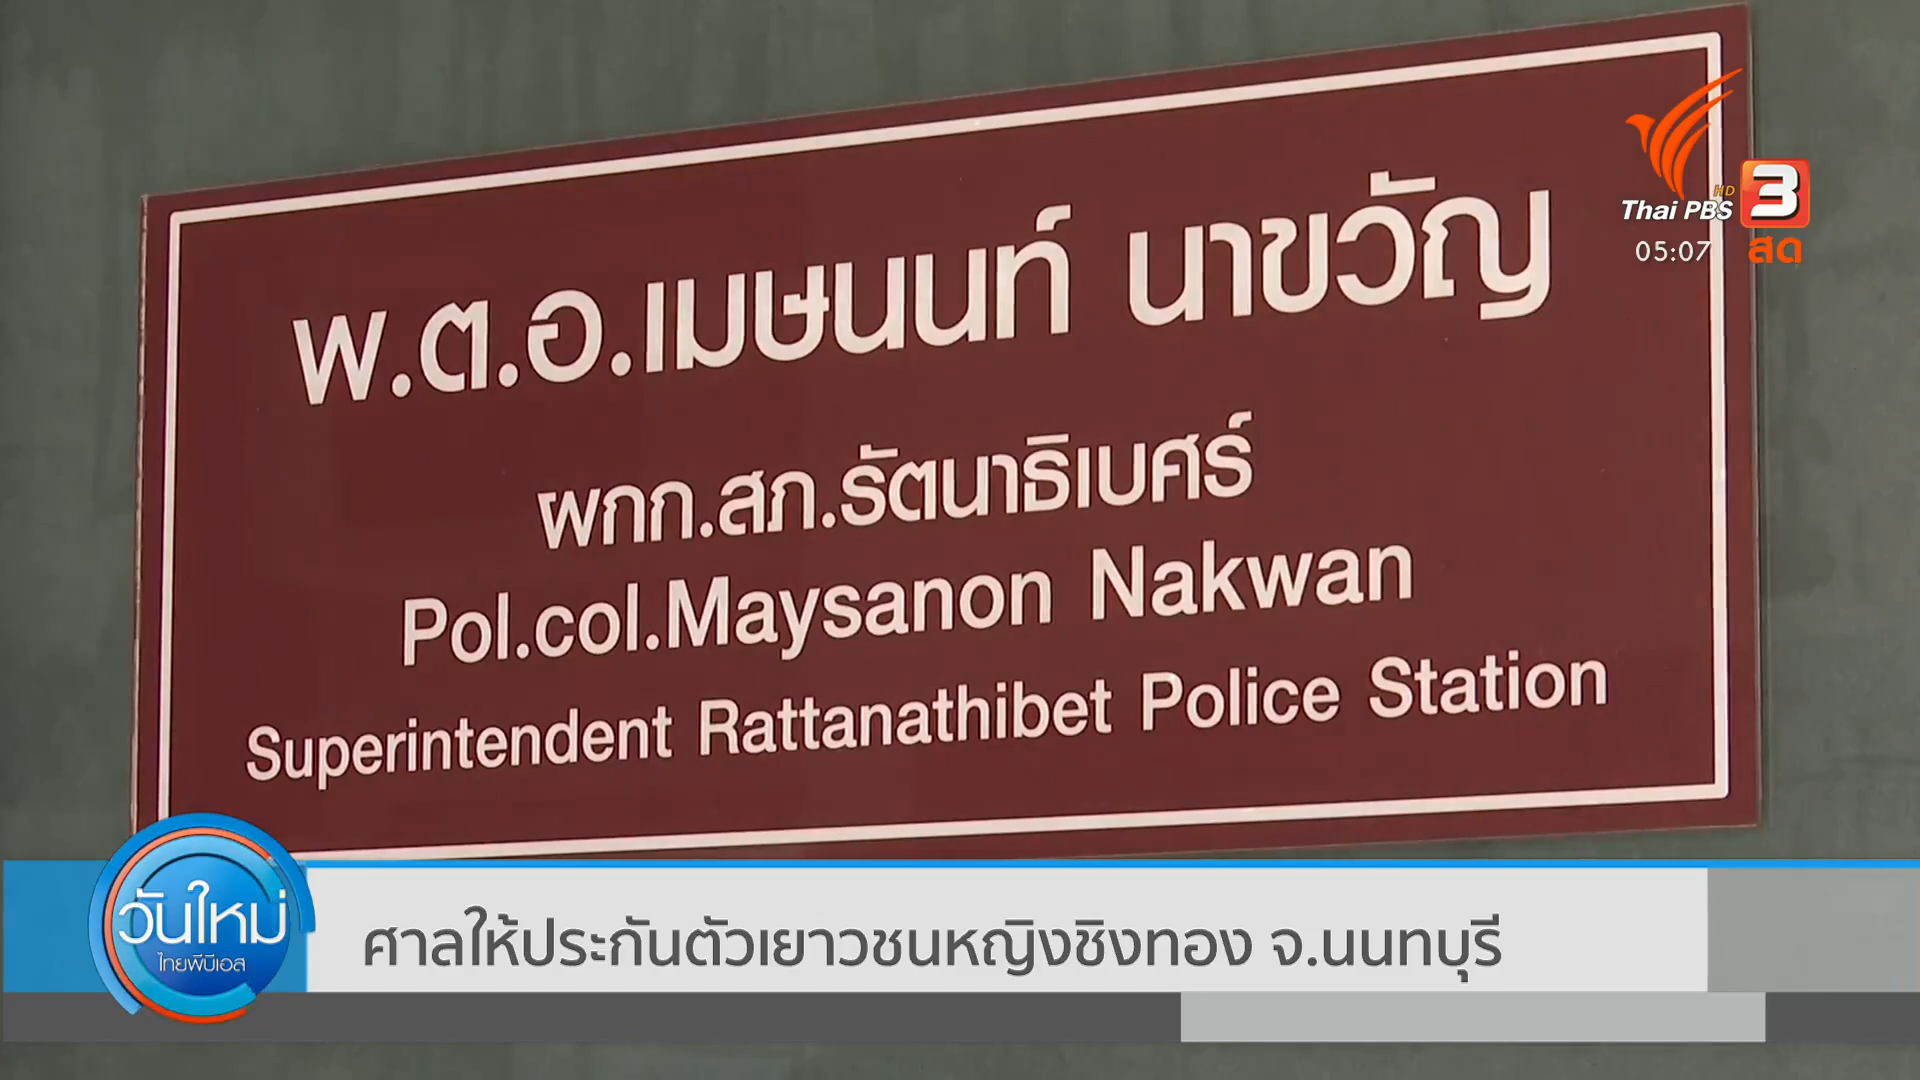 พ.ต.อ.เมษนนท์ นาขวัญ
ผกก.สภ.รัตนาธิเบศร์
Pol.col.Maysanon Nakwan
Superintendent Rattanathibet Police Station
HD
Thai PBS 3
05:07 สด
วันใหม่
ไทยพีบีเอส
ศาลให้ประกันตัวเยาวชนหญิงชิงทอง จ.นนทบุรี